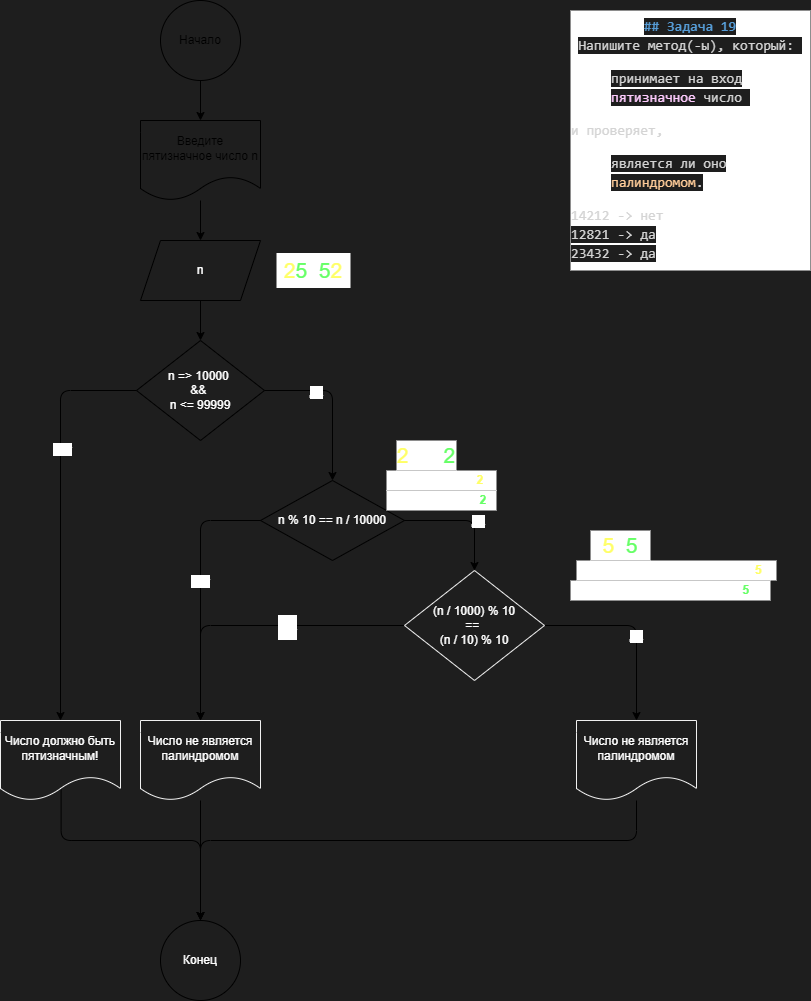 Начало
## Задача 19
Напишите метод(-ы), который:
принимает на вход
пятизначное число
и проверяет,
является ли оно
палиндромом.
14212 -> нет
12821 -> да
23432 -> да
Введите
пятизначное число n
n
25 52
n => 10000
&&
n <= 99999
2 2
2
2
n % 10 == n / 10000
5 5
5
5
(n / 1000) % 10
==
(n / 10) % 10
Число должно быть
пятизначным!
Число не является
палиндромом
Число не является
палиндромом
Конец